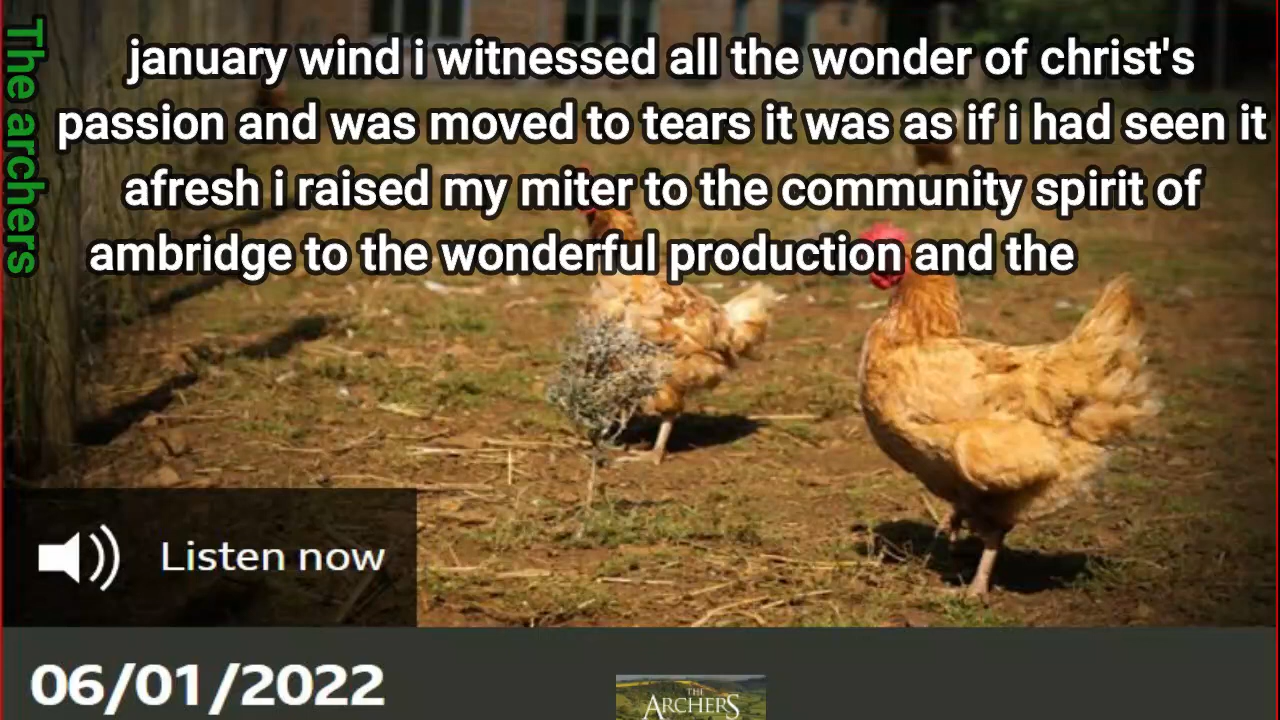 The archers
january wind i witnessed all the wonder of christ's
passion and was moved to tears it was as if i had seen it
afresh i raised my miter to the community spirit of
ambridge to the wonderful production and the
Listen now
06/01/2022
THE
ARCHERS